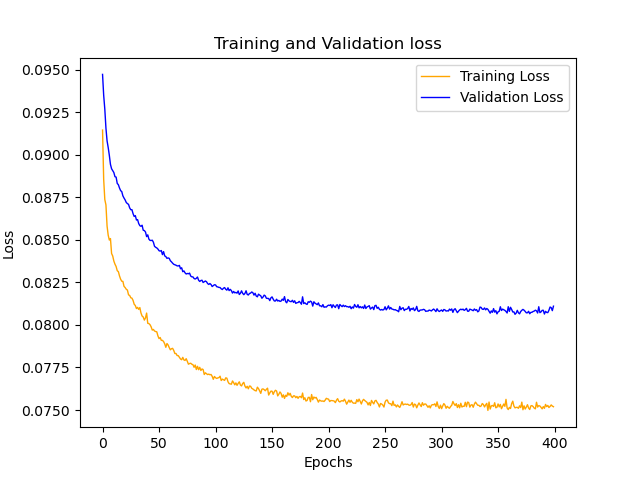 Training and Validation loss
Training Loss
Validation Loss
Loss
0.0950
0.0925
0.0900
0.0875
0.0850
0.0825
0.0800
0.0775
0.0750
0 50 100 150 200 250 300 350 400
Epochs